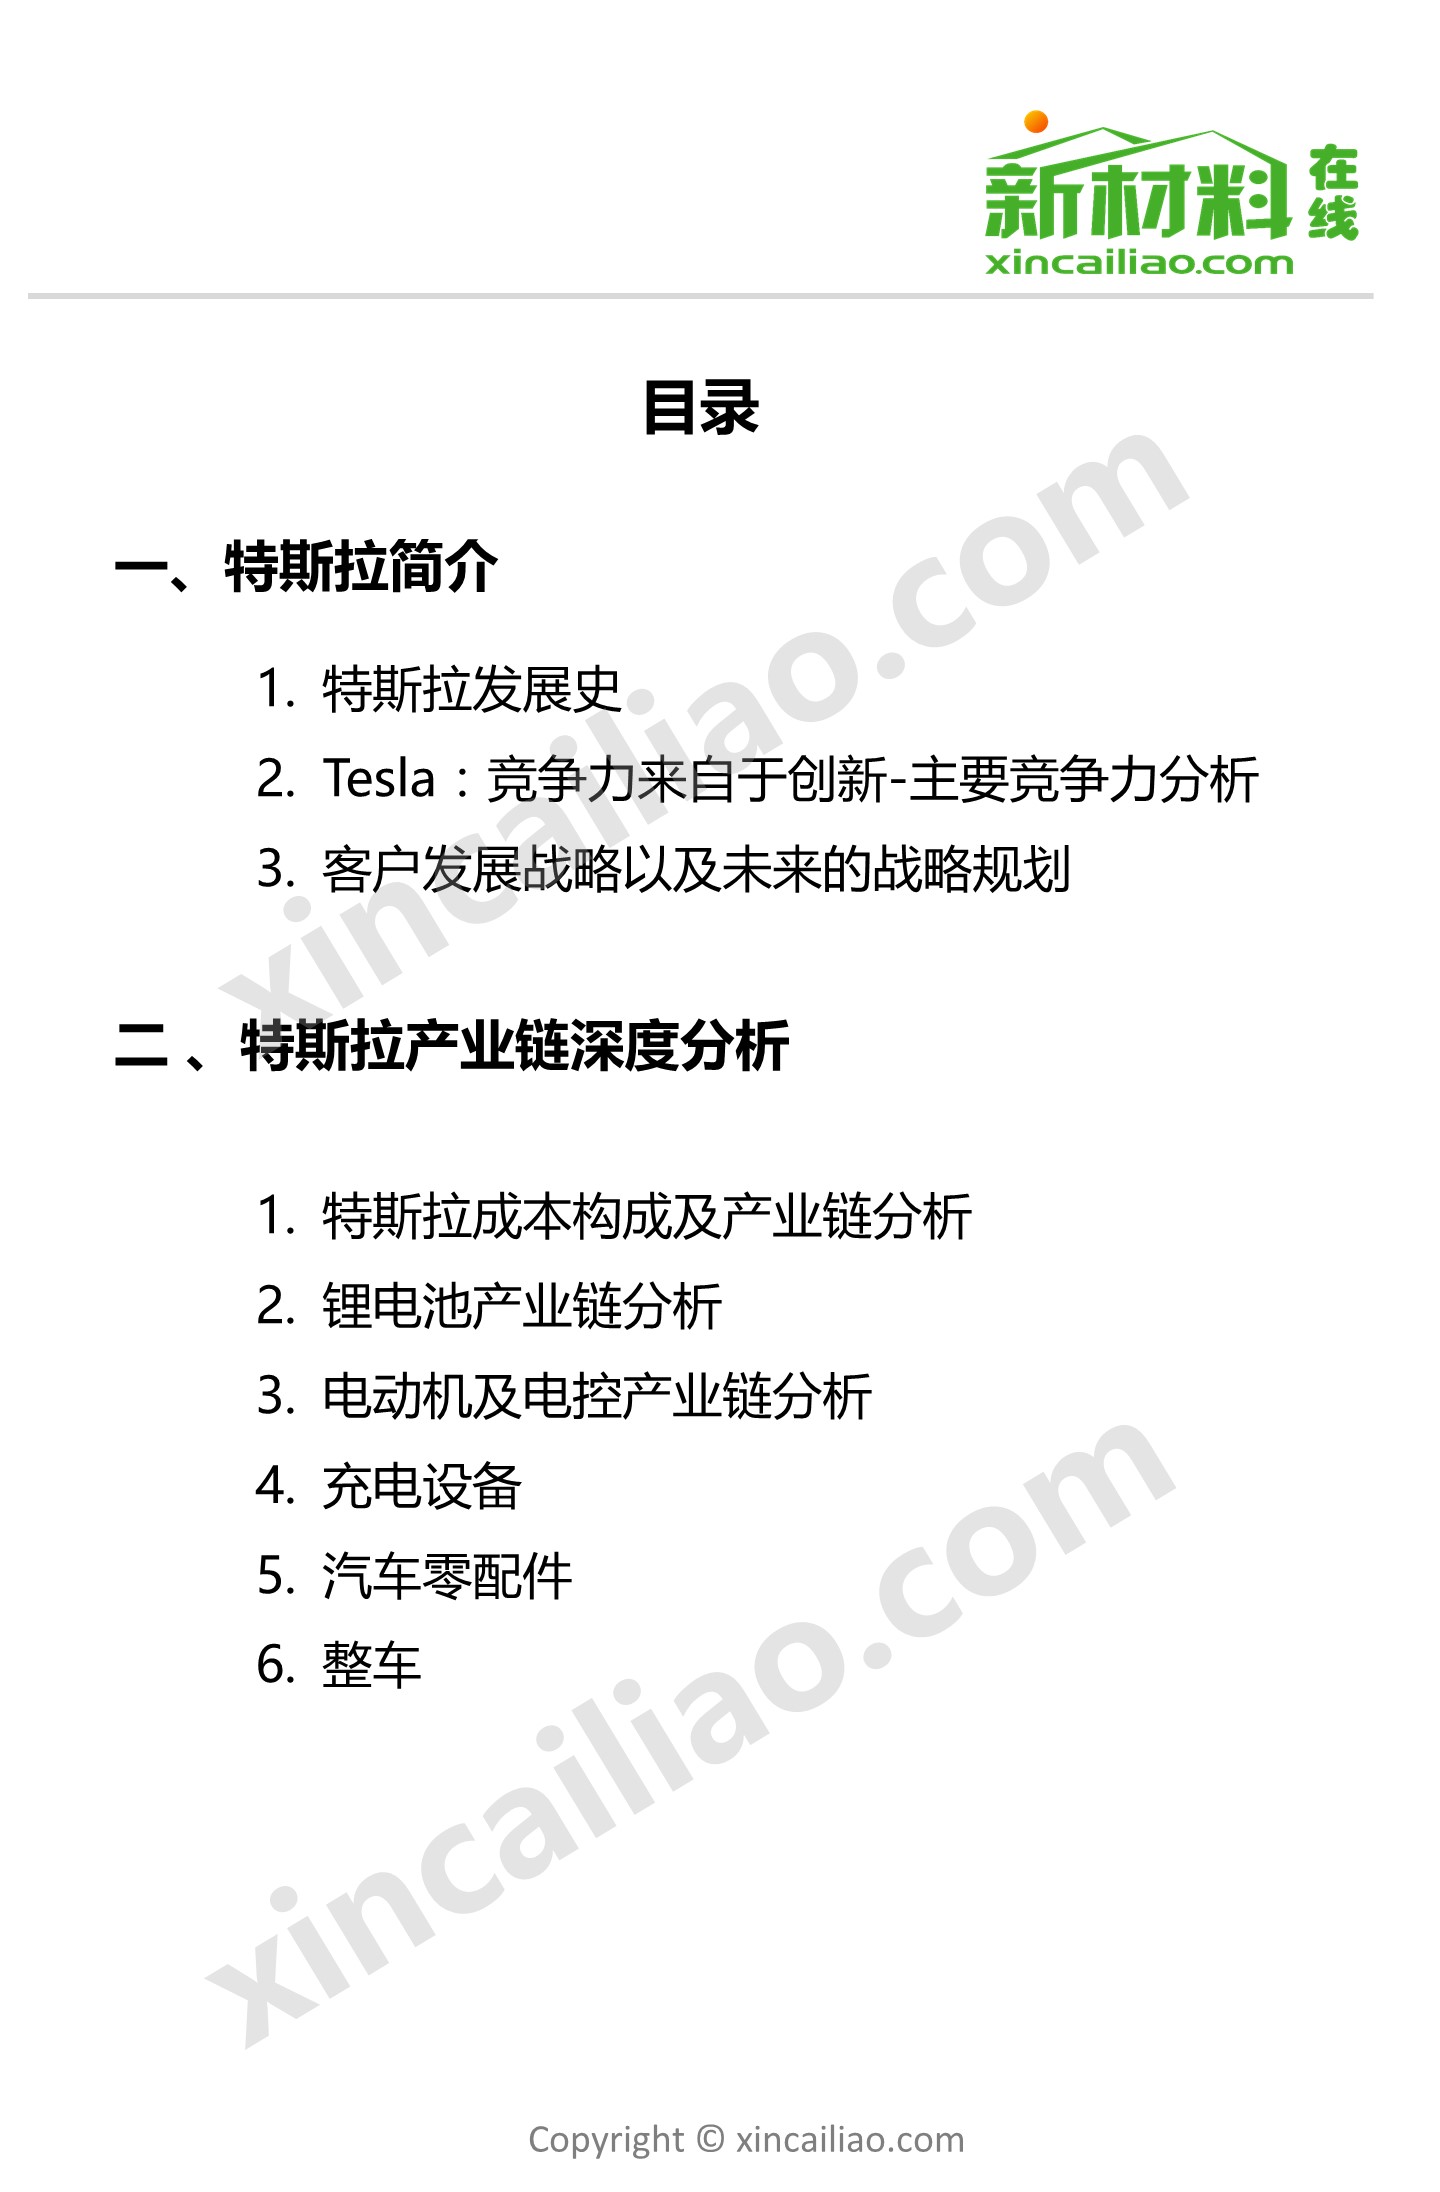 新材料在线
xincailiao.com
目录
一、特斯拉简介
1. 特斯拉发展史
2. Tesla：竞争力来自于创新-主要竞争力分析
3. 客户发展战略以及未来的战略规划
二 、特斯拉产业链深度分析
1. 特斯拉成本构成及产业链分析
2. 锂电池产业链分析
3. 电动机及电控产业链分析
4. 充电设备
5. 汽车零配件
6. 整车
xincailiao.com
xincailiao.com
Copyright © xincailiao.com